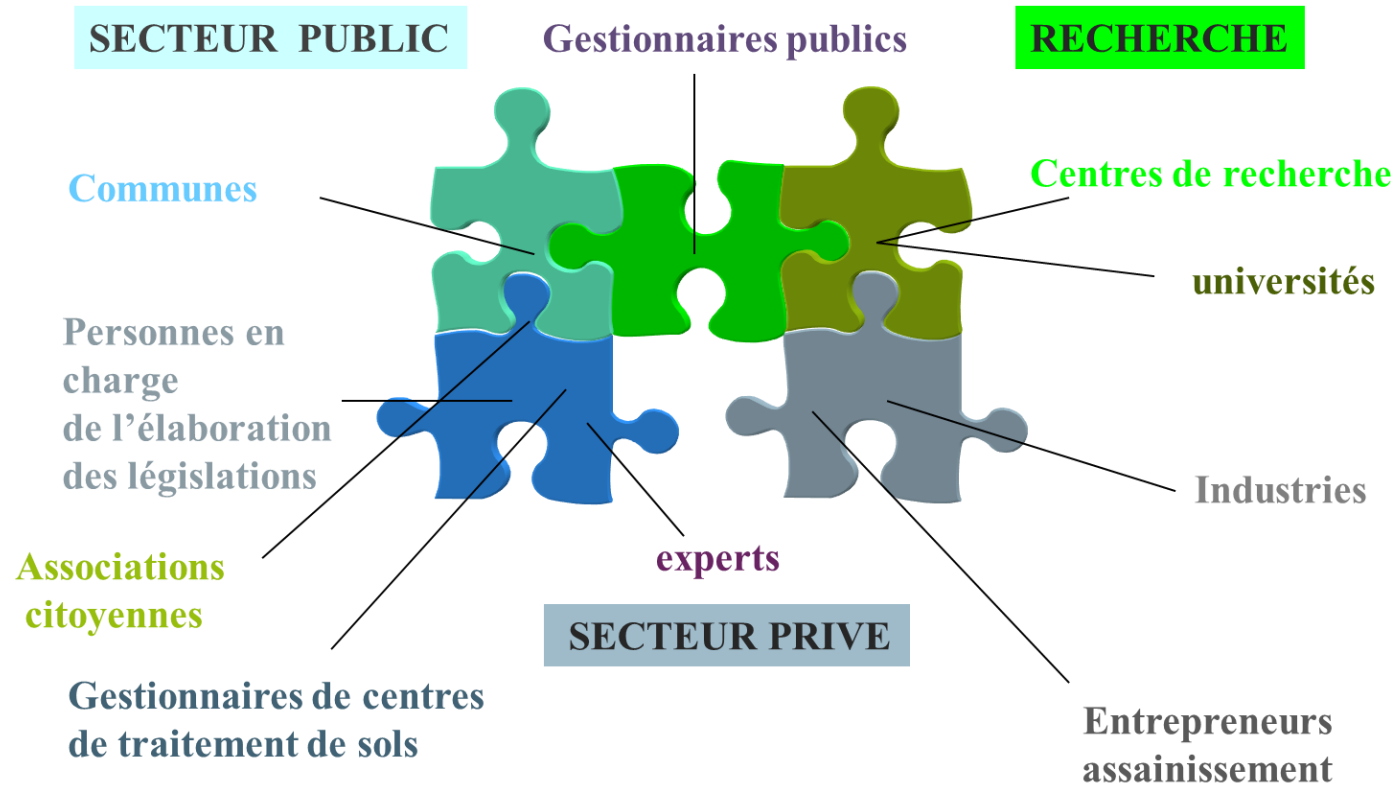 SECTEUR PUBLIC
Gestionnaires publics
RECHERCHE
Communes
Centres de recherche
universités
Personnes en
charge
de l’élaboration
des législations
Industries
Associations
citoyennes
experts
SECTEUR PRIVE
Gestionnaires de centres
de traitement de sols
Entrepreneurs
assainissement